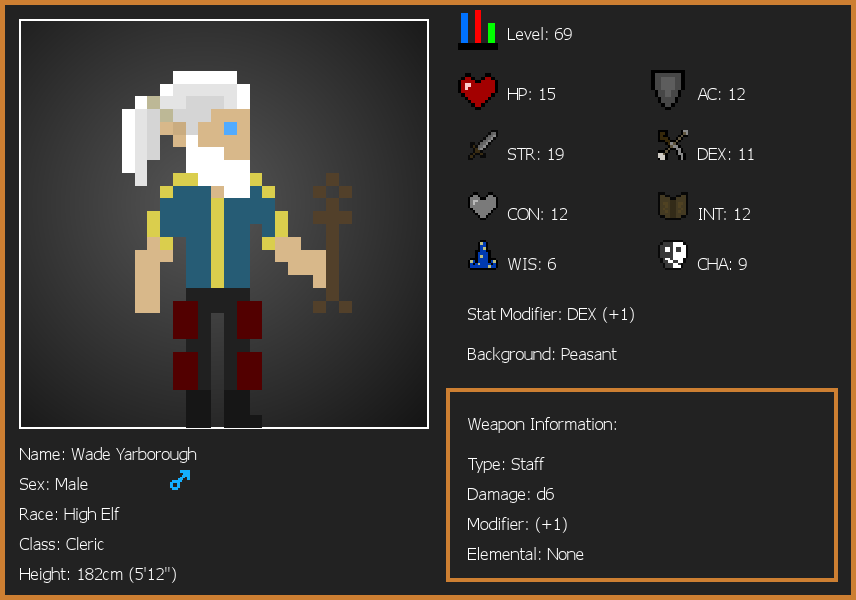 Level: 69
HP: 15
AC: 12
STR: 19
DEX: 11
CON: 12
INT: 12
WIS: 6
CHA: 9
Stat Modifier: DEX (+1)
Background: Peasant
Weapon Information:
Type: Staff
Damage: d6
Modifier: (+1)
Elemental: None
Name: Wade Yarborough
Sex: Male
Race: High Elf
Class: Cleric
Height: 182cm (5'12")